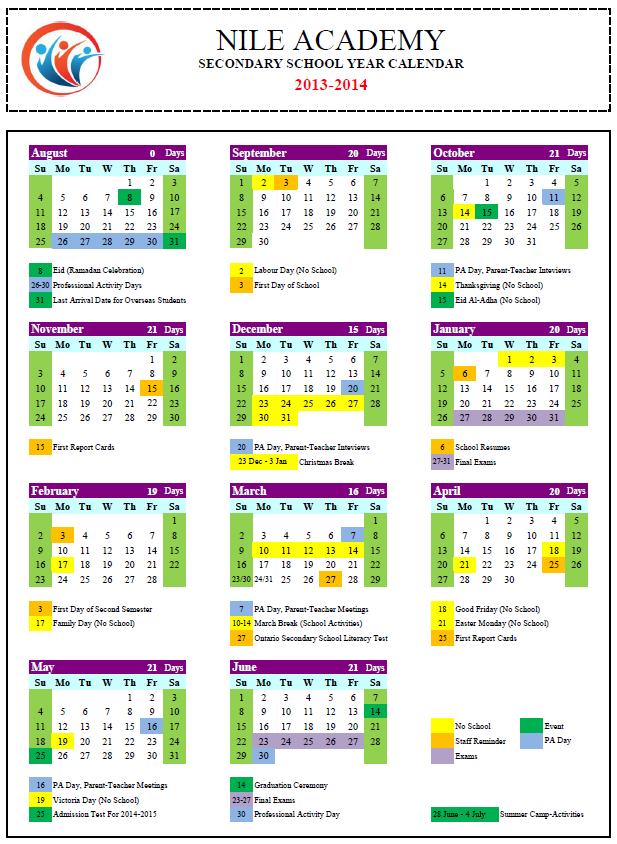 NILE ACADEMY
SECONDARY SCHOOL YEAR CALENDAR
2013-2014
August 0 Days
Su Mo Tu W Th Fr Sa
1 2 3
4 5 6 7 8 9 10
11 12 13 14 15 16 17
18 19 20 21 22 23 24
25 26 27 28 29 30 31
8 Eid (Ramadan Celebration)
26-30 Professional Activity Days
31 Last Arrival Date for Overseas Students
September 20 Days
Su Mo Tu W Th Fr Sa
1 2 3 4 5 6 7
8 9 10 11 12 13 14
15 16 17 18 19 20 21
22 23 24 25 26 27 28
29 30
2 Labour Day (No School)
3 First Day of School
October 21 Days
Su Mo Tu W Th Fr Sa
1 2 3 4 5
6 7 8 9 10 11 12
13 14 15 16 17 18 19
20 21 22 23 24 25 26
27 28 29 30 31
11 PA Day, Parent-Teacher Inteviews
14 Thanksgiving (No School)
15 Eid Al-Adha (No School)
November 21 Days
Su Mo Tu W Th Fr Sa
1 2
3 4 5 6 7 8 9
10 11 12 13 14 15 16
17 18 19 20 21 22 23
24 25 26 27 28 29 30
15 First Report Cards
December 15 Days
Su Mo Tu W Th Fr Sa
1 2 3 4 5 6 7
8 9 10 11 12 13 14
15 16 17 18 19 20 21
22 23 24 25 26 27 28
29 30 31
20 PA Day, Parent-Teacher Inteviews
23 Dec - 3 Jan Christmas Break
January 20 Days
Su Mo Tu W Th Fr Sa
1 2 3 4
5 6 7 8 9 10 11
12 13 14 15 16 17 18
19 20 21 22 23 24 25
26 27 28 29 30 31
6 School Resumes
27-31 Final Exams
February 19 Days
Su Mo Tu W Th Fr Sa
1
2 3 4 5 6 7 8
9 10 11 12 13 14 15
16 17 18 19 20 21 22
23 24 25 26 27 28
3 First Day of Second Semester
17 Family Day (No School)
March 16 Days
Su Mo Tu W Th Fr Sa
1
2 3 4 5 6 7 8
9 10 11 12 13 14 15
16 17 18 19 20 21 22
23/30 24/31 25 26 27 28 29
7 PA Day, Parent-Teacher Meetings
10-14 March Break (School Activities)
27 Ontario Secondary School Literacy Test
April 20 Days
Su Mo Tu W Th Fr Sa
1 2 3 4 5
6 7 8 9 10 11 12
13 14 15 16 17 18 19
20 21 22 23 24 25 26
27 28 29 30
18 Good Friday (No School)
21 Easter Monday (No School)
25 First Report Cards
May 21 Days
Su Mo Tu W Th Fr Sa
1 2 3
4 5 6 7 8 9 10
11 12 13 14 15 16 17
18 19 20 21 22 23 24
25 26 27 28 29 30 31
16 PA Day, Parent-Teacher Meetings
19 Victoria Day (No School)
25 Admission Test For 2014-2015
June 21 Days
Su Mo Tu W Th Fr Sa
1 2 3 4 5 6 7
8 9 10 11 12 13 14
15 16 17 18 19 20 21
22 23 24 25 26 27 28
29 30
14 Graduation Ceremony
23-27 Final Exams
30 Professional Activity Day
No School Event
Staff Reminder PA Day
Exams
28 June - 4 July Summer Camp-Activities